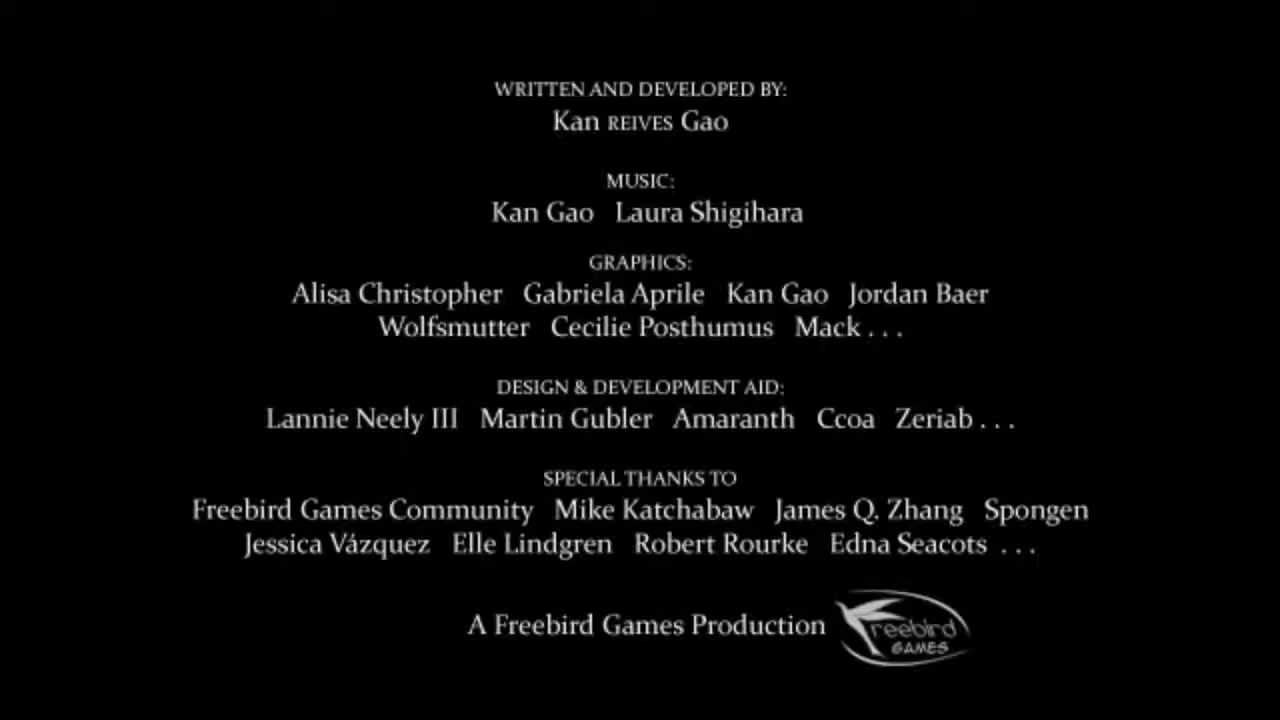 WRITTEN AND DEVELOPED BY:
Kan REIVES Gao
MUSIC:
Kan Gao Laura Shigihara
GRAPHICS:
Alisa Christopher Gabriela Aprile Kan Gao Jordan Baer
Wolfsmutter Cecilie Posthumus Mack . . .
DESIGN & DEVELOPMENT AID:
Lannie Neely III Martin Gubler Amaranth Ccoa Zeriab . . .
SPECIAL THANKS TO
Freebird Games Community Mike Katchabaw James Q. Zhang Spongen
Jessica Vázquez Elle Lindgren Robert Rourke Edna Seacots . . .
A Freebird Games Production
Freebird
GAMES